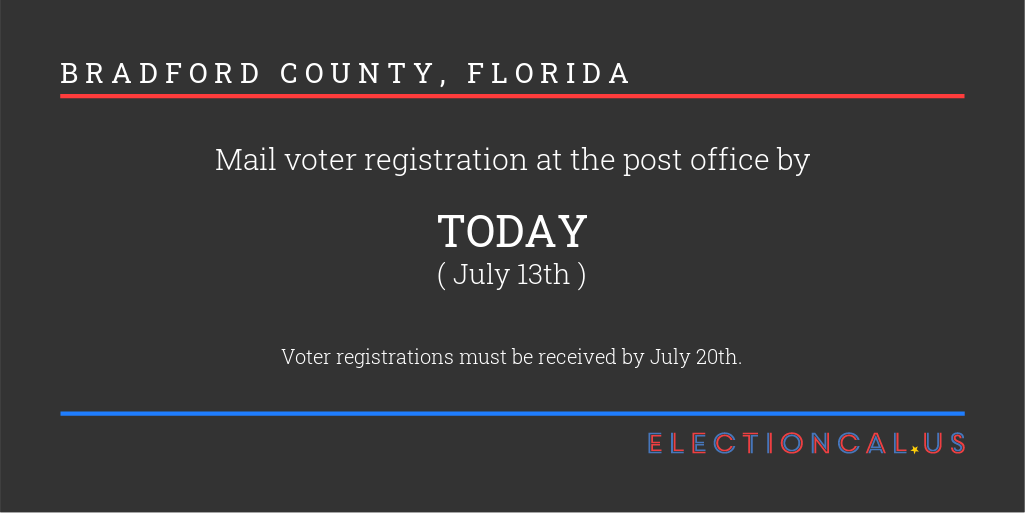 BRADFORD COUNTY, FLORIDA
Mail voter registration at the post office by
TODAY
( July 13th )
Voter registrations must be received by July 20th.
ELECTIONCAL.US